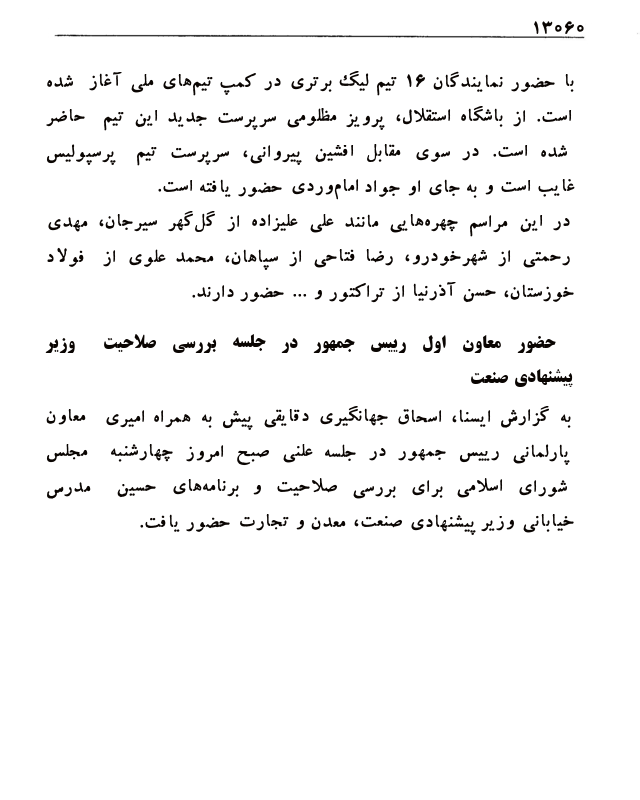 ۱۳۰۶۰
با حضور نمایندگان ۱۶ تیم لیگ برتری در کمپ تیم‌های ملی آغاز شده
است. از باشگاه استقلال، پرویز مظلومی سرپرست جدید این تیم حاضر
شده است. در سوی مقابل افشین پیروانی، سرپرست تیم پرسپولیس
غایب است و به جای او جواد امام‌وردی حضور یافته است.
در این مراسم چهره‌هایی مانند علی علیزاده از گل‌گهر سیرجان، مهدی
رحمتی از شهرخودرو، رضا فتاحی از سپاهان، محمد علوی از فولاد
خوزستان، حسن آذرنیا از تراکتور و ... حضور دارند.
حضور معاون اول رییس جمهور در جلسه بررسی صلاحیت وزیر
پیشنهادی صنعت
به گزارش ایسنا، اسحاق جهانگیری دقایقی پیش به همراه امیری معاون
پارلمانی رییس جمهور در جلسه علنی صبح امروز چهارشنبه مجلس
شورای اسلامی برای بررسی صلاحیت و برنامه‌های حسین مدرس
خیابانی وزیر پیشنهادی صنعت، معدن و تجارت حضور یافت.